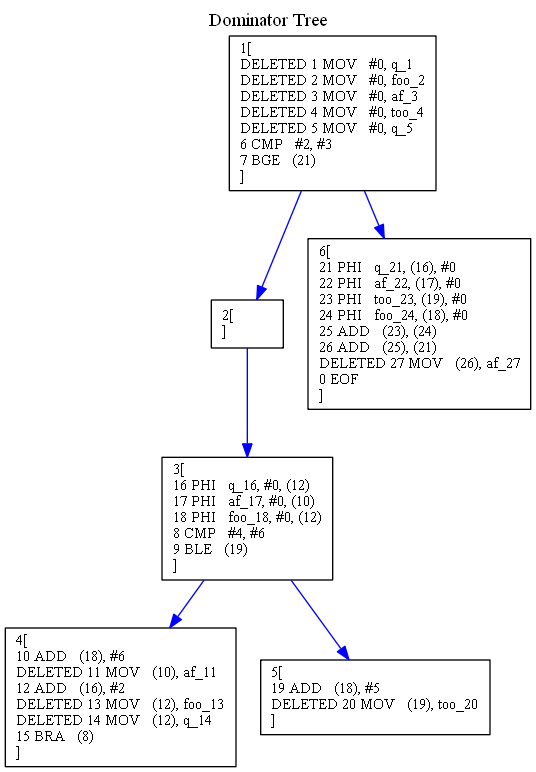 Dominator Tree
1[
DELETED 1 MOV #0, q_1
DELETED 2 MOV #0, foo_2
DELETED 3 MOV #0, af_3
DELETED 4 MOV #0, too_4
DELETED 5 MOV #0, q_5
6 CMP #2, #3
7 BGE (21)
]
6[
21 PHI q_21, (16), #0
22 PHI af_22, (17), #0
23 PHI too_23, (19), #0
24 PHI foo_24, (18), #0
25 ADD (23), (24)
26 ADD (25), (21)
DELETED 27 MOV (26), af_27
0 EOF
]
2[
]
3[
16 PHI q_16, #0, (12)
17 PHI af_17, #0, (10)
18 PHI foo_18, #0, (12)
8 CMP #4, #6
9 BLE (19)
]
4[
10 ADD (18), #6
DELETED 11 MOV (10), af_11
12 ADD (16), #2
DELETED 13 MOV (12), foo_13
DELETED 14 MOV (12), q_14
15 BRA (8)
]
5[
19 ADD (18), #5
DELETED 20 MOV (19), too_20
]